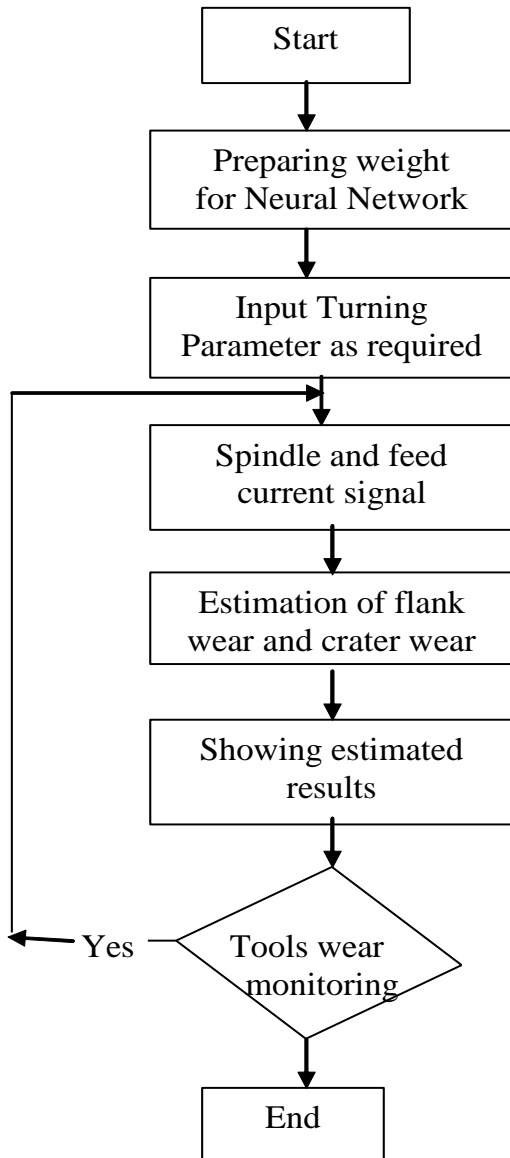 Start
Preparing weight
for Neural Network
Input Turning
Parameter as required
Spindle and feed
current signal
Estimation of flank
wear and crater wear
Showing estimated
results
Yes
Tools wear
monitoring
End